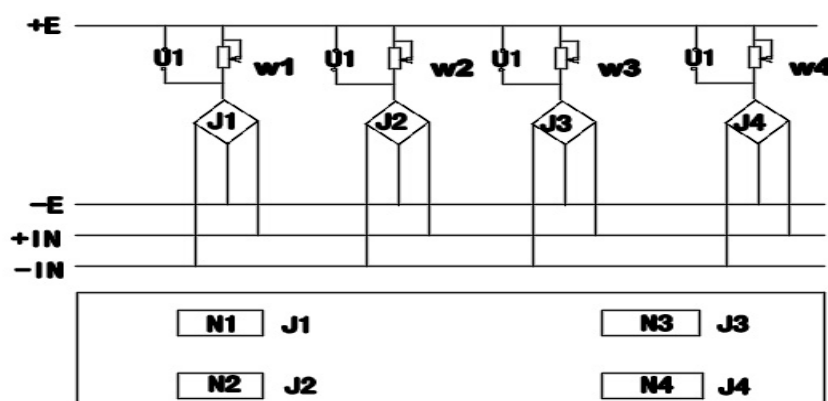 +E
U1 w1 U1 w2 U1 w3 U1 w4
J1 J2 J3 J4
-E
+IN
-IN
N1 J1 N3 J3
N2 J2 N4 J4